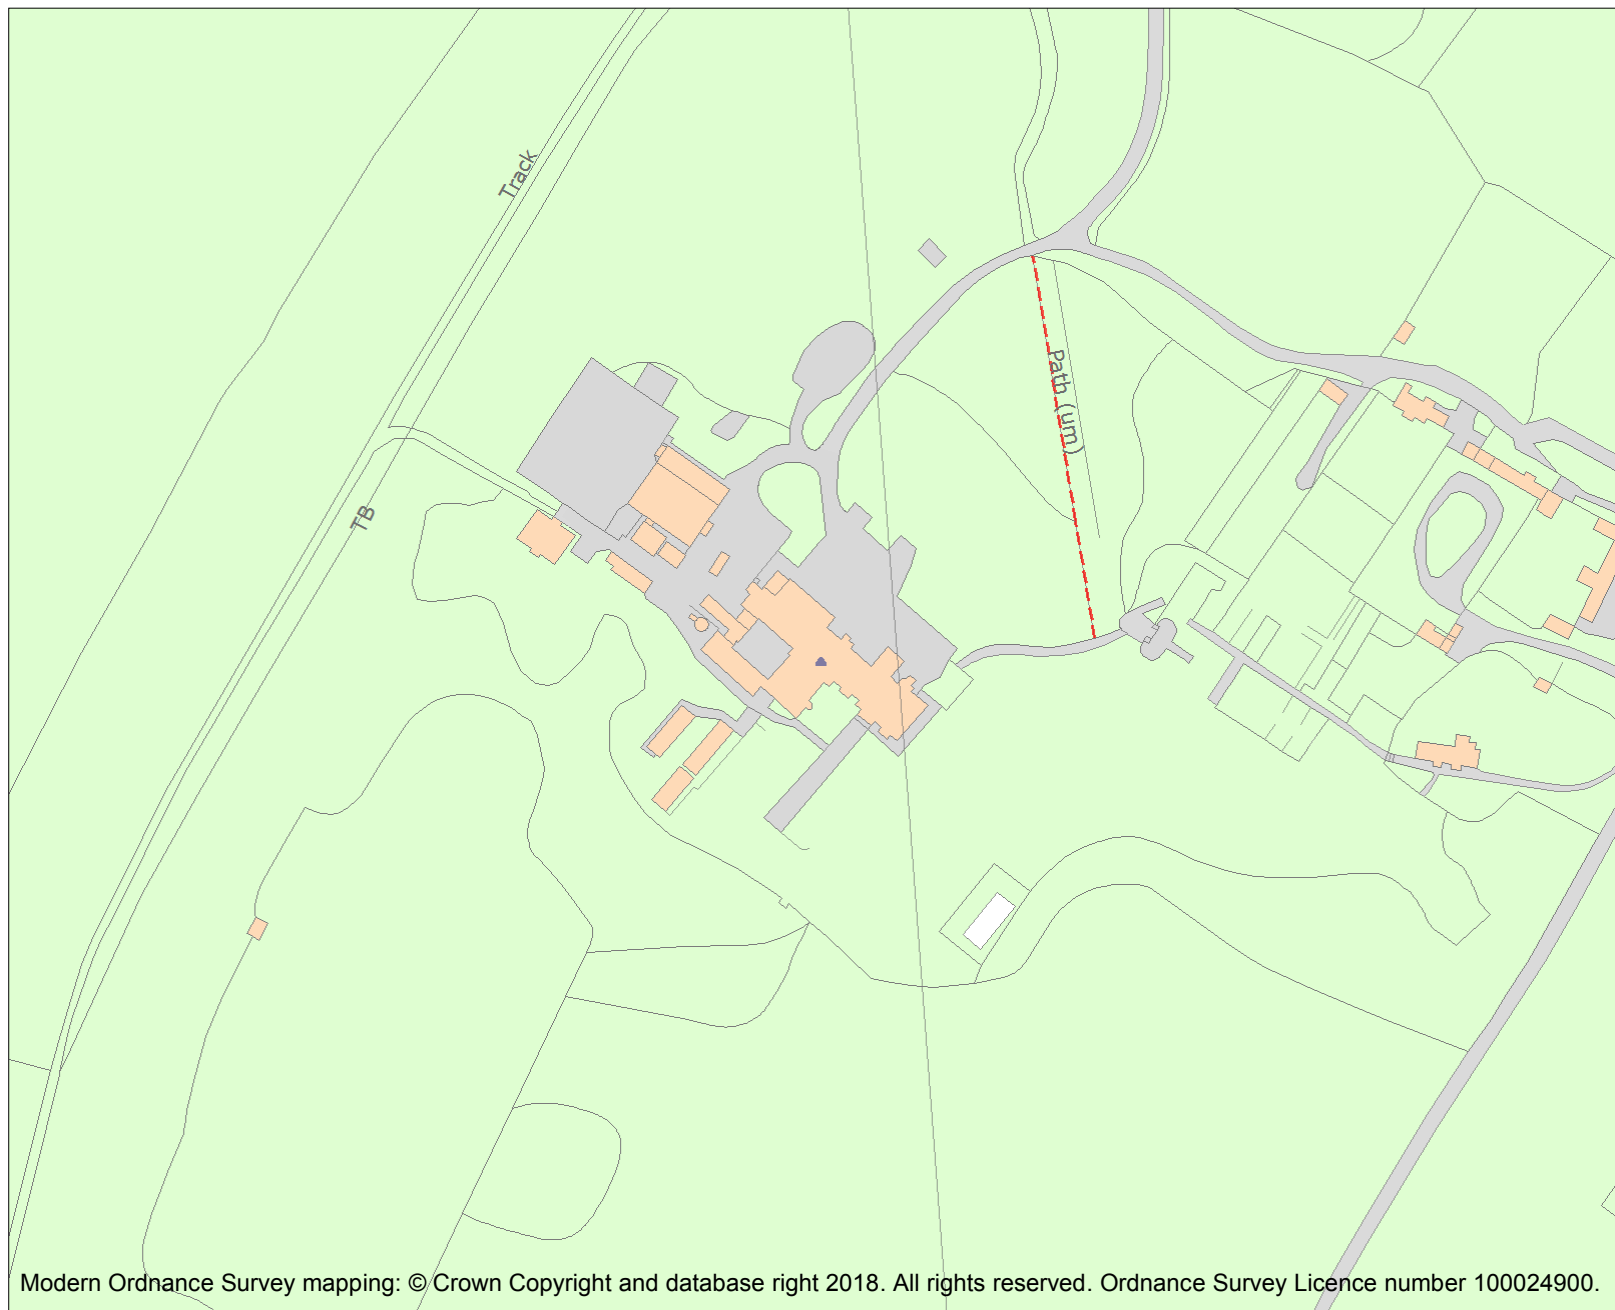 Track
Path (um)
TB
Modern Ordnance Survey mapping: © Crown Copyright and database right 2018. All rights reserved. Ordnance Survey Licence number 100024900.